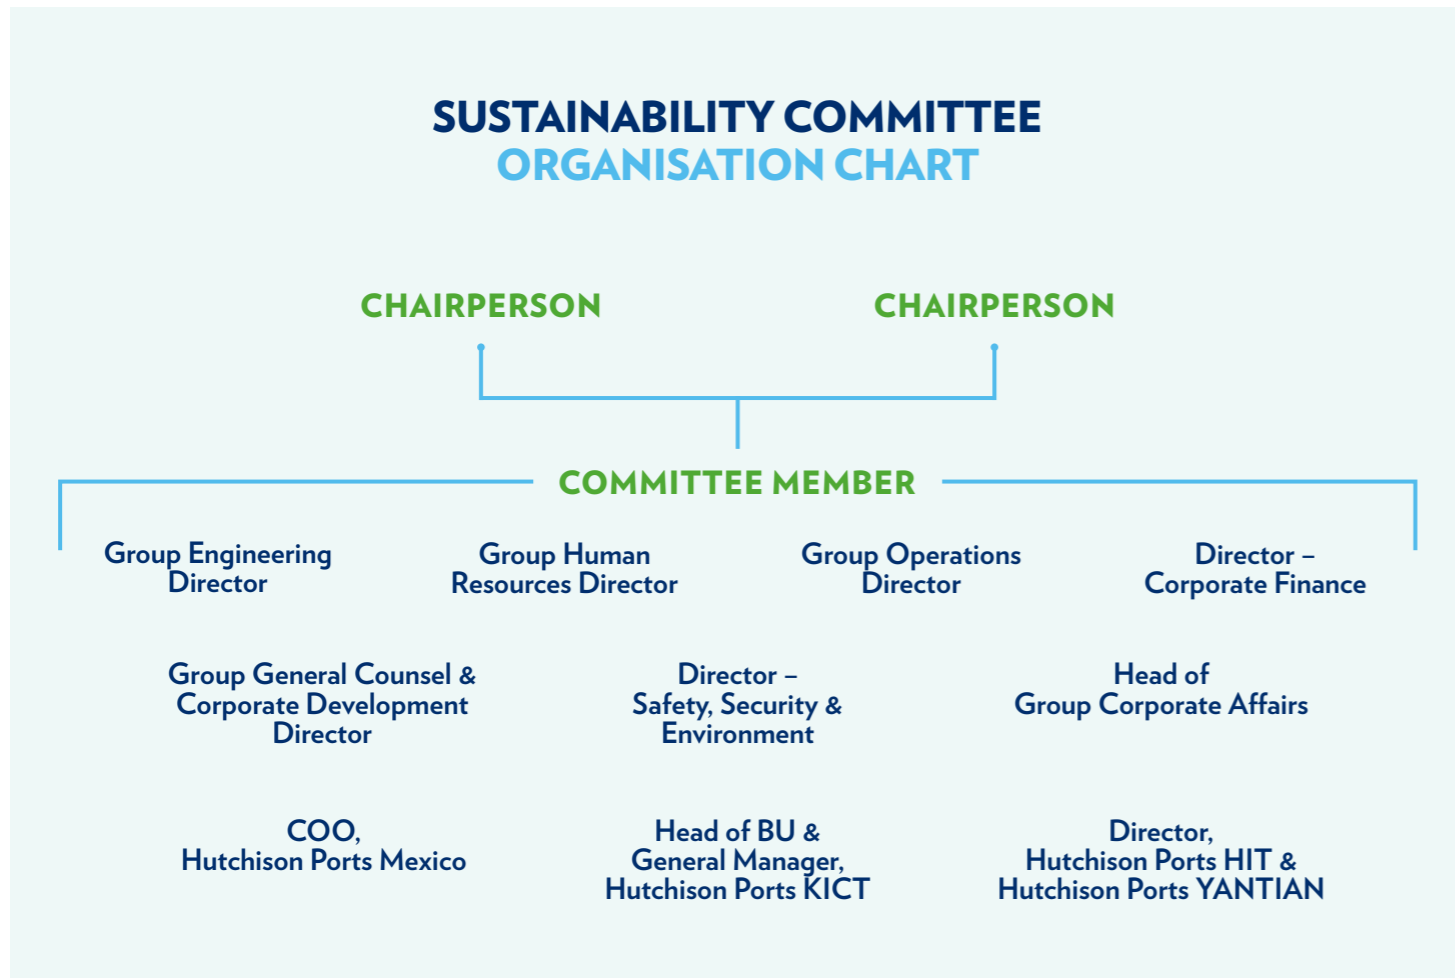 SUSTAINABILITY COMMITTEE
ORGANISATION CHART
CHAIRPERSON
CHAIRPERSON
COMMITTEE MEMBER
Group Engineering
Director
Group Human
Resources Director
Group Operations
Director
Director –
Corporate Finance
Group General Counsel &
Corporate Development
Director
Director –
Safety, Security &
Environment
Head of
Group Corporate Affairs
COO,
Hutchison Ports Mexico
Head of BU &
General Manager,
Hutchison Ports KICT
Director,
Hutchison Ports HIT &
Hutchison Ports YANTIAN